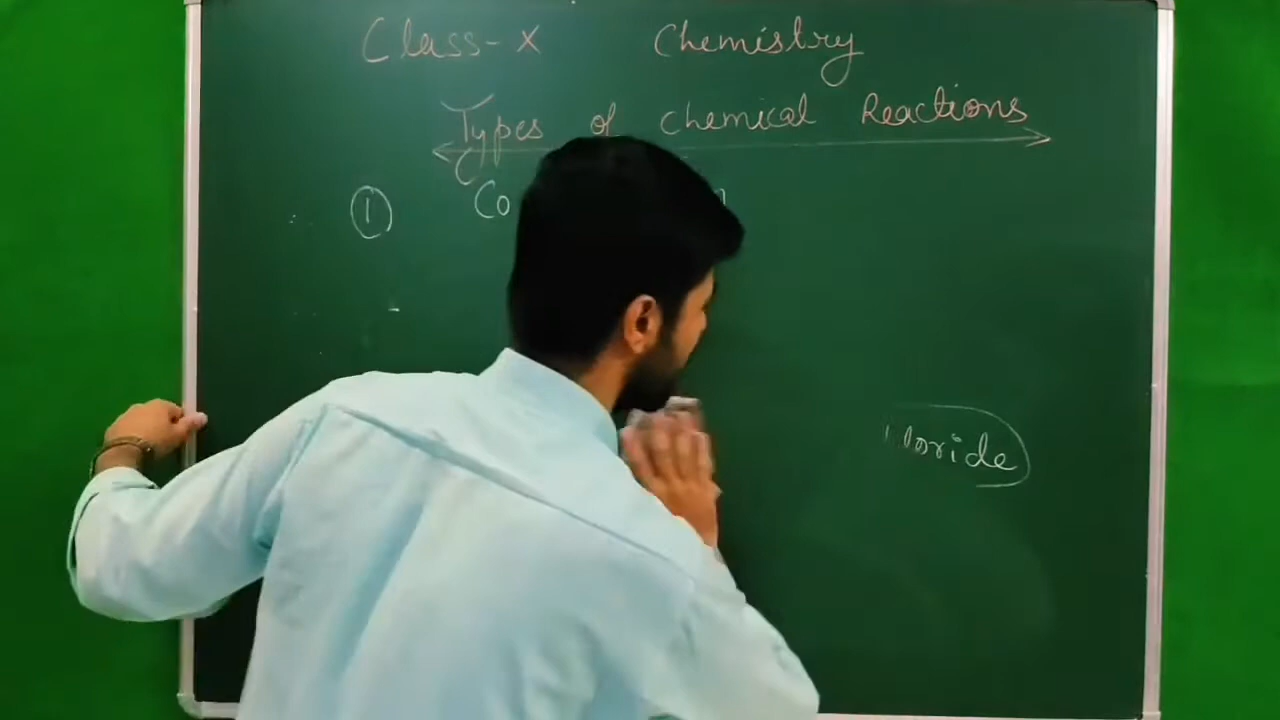 Class-X Chemistry
Types of chemical Reactions
① Co
loride